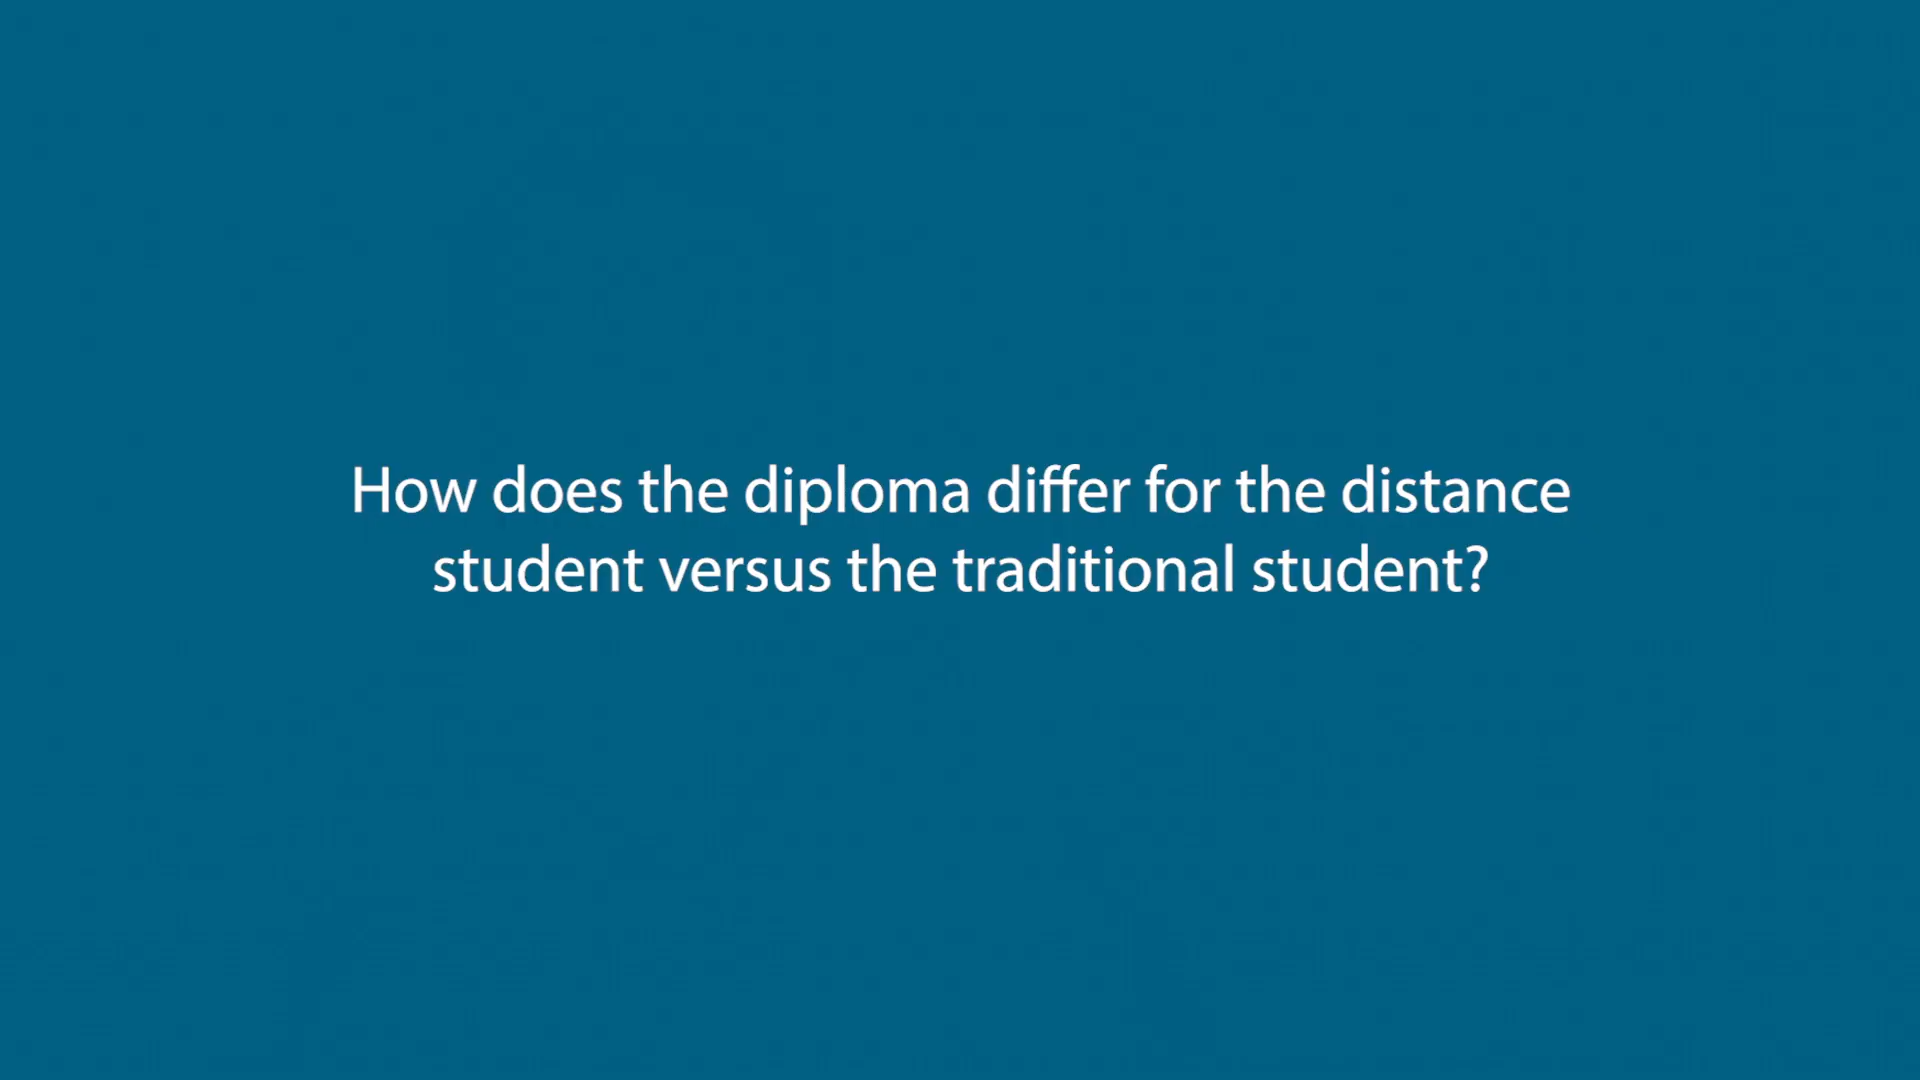 How does the diploma differ for the distance
student versus the traditional student?